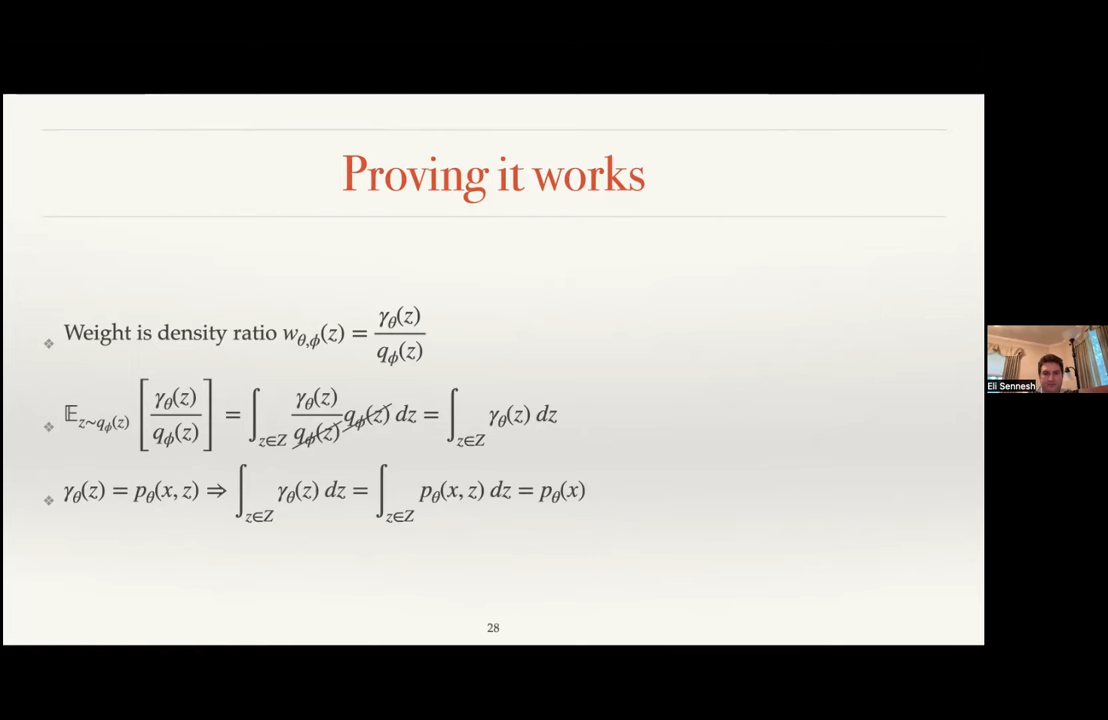 Proving it works
Weight is density ratio w_{θ,ϕ}(z) = γ_θ(z) / q_ϕ(z)
𝔼_{z∼q_ϕ(z)} [γ_θ(z) / q_ϕ(z)] = ∫_{z∈Z} γ_θ(z) / q_ϕ(z) q_ϕ(z) dz = ∫_{z∈Z} γ_θ(z) dz
γ_θ(z) = p_θ(x, z) ⇒ ∫_{z∈Z} γ_θ(z) dz = ∫_{z∈Z} p_θ(x, z) dz = p_θ(x)
28
Eli Sennesh